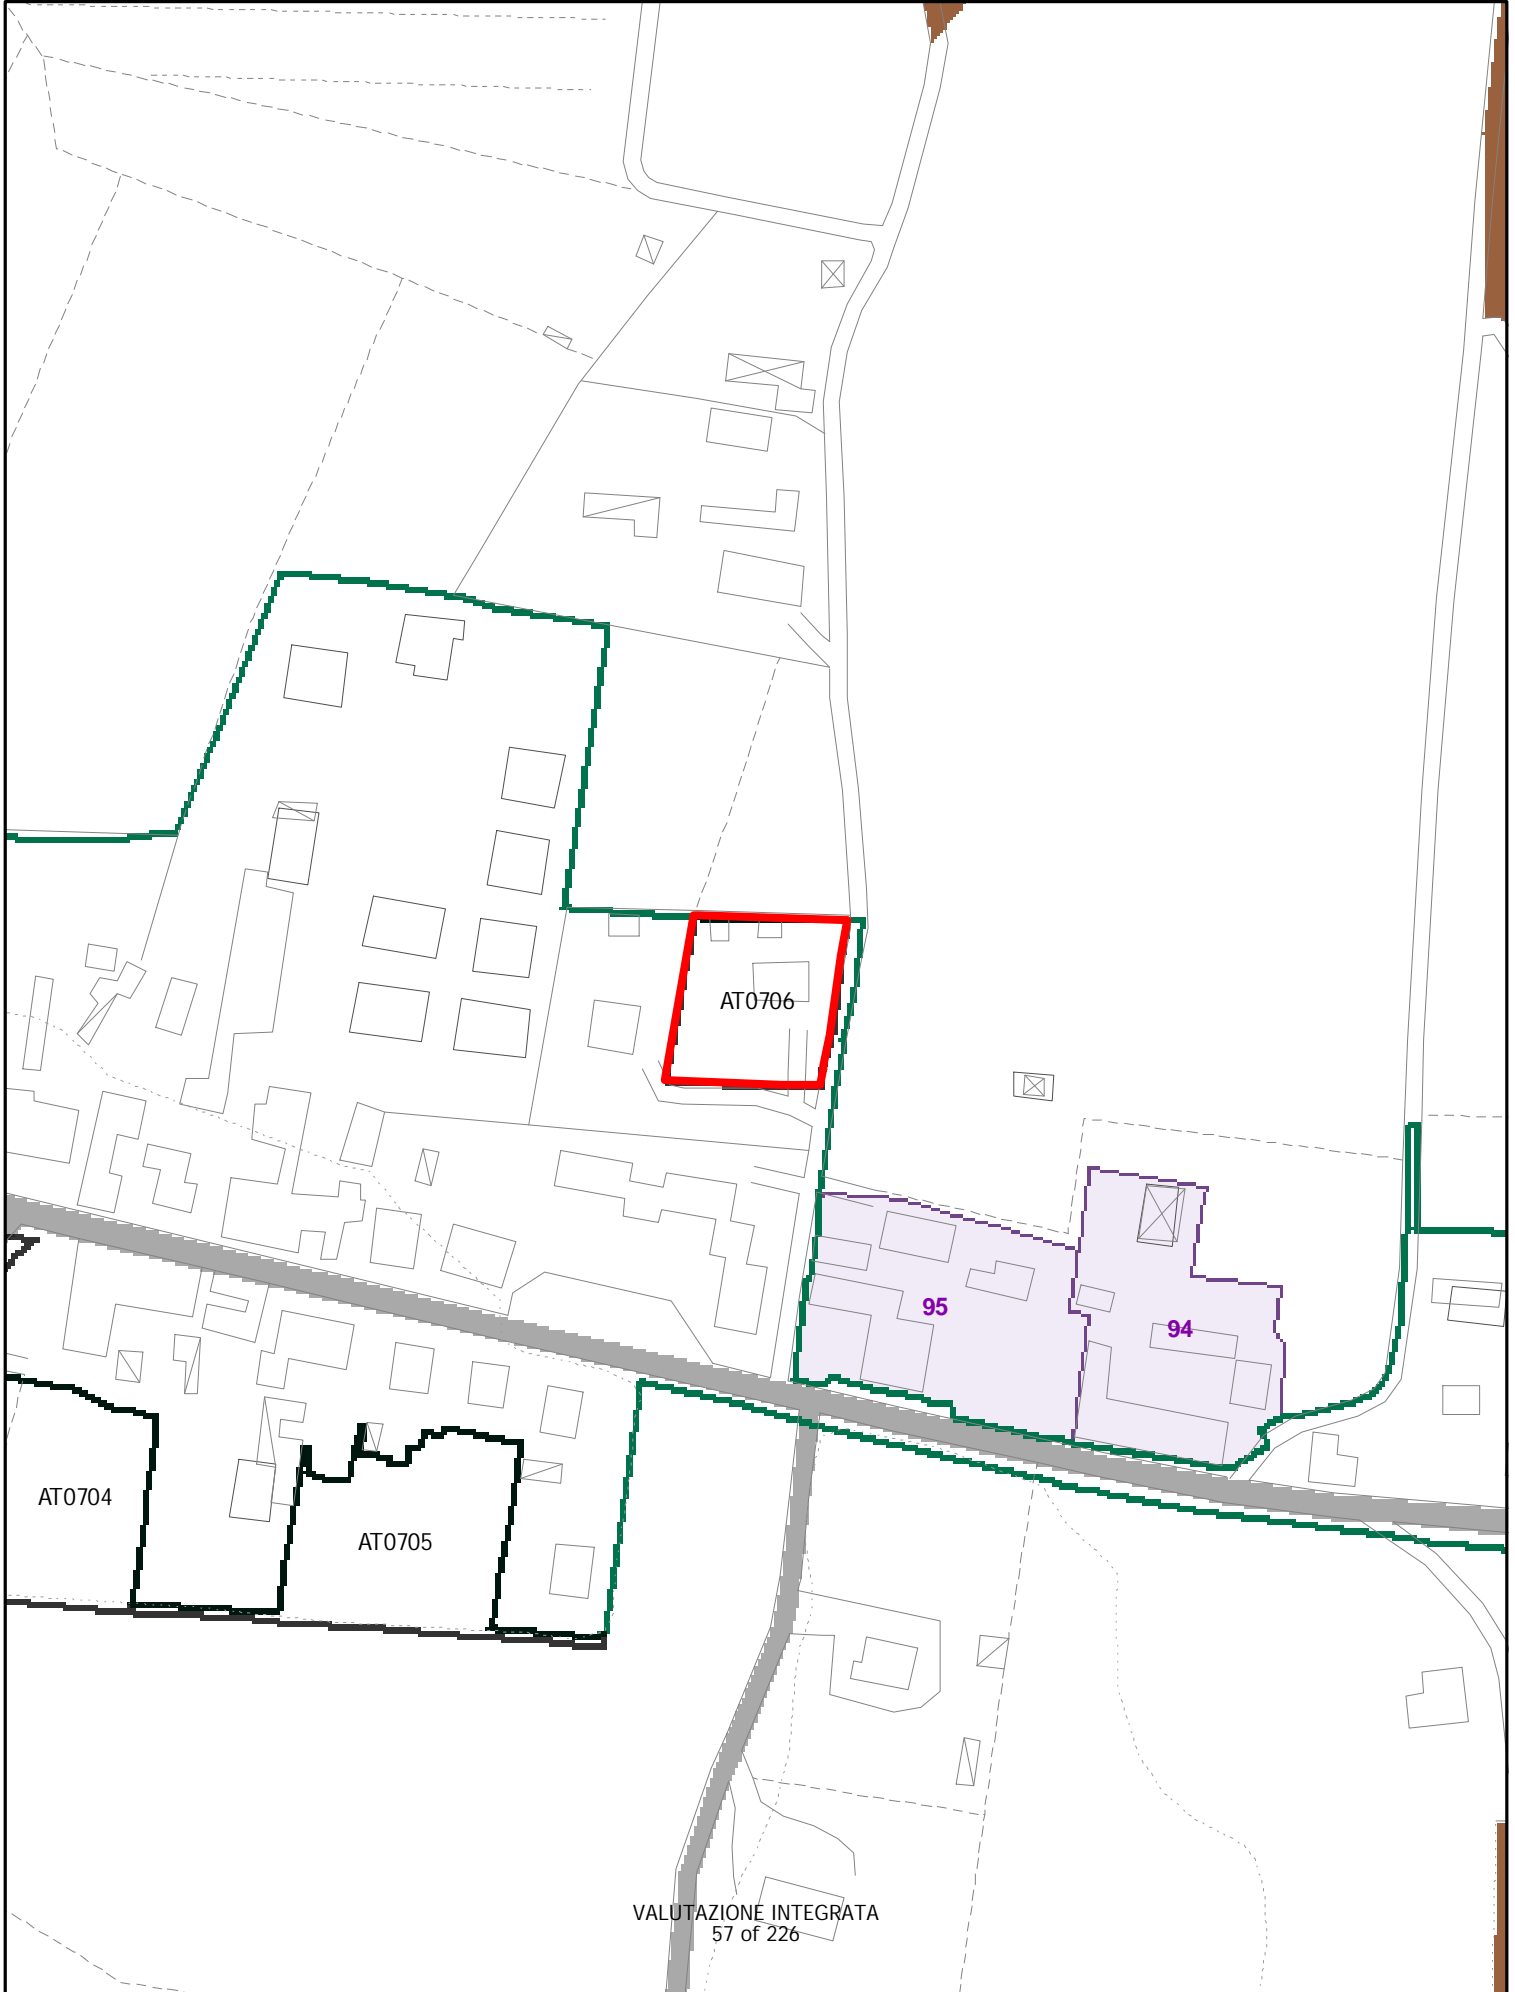 AT0706
95
94
AT0704
AT0705
VALUTAZIONE INTEGRATA
57 of 226